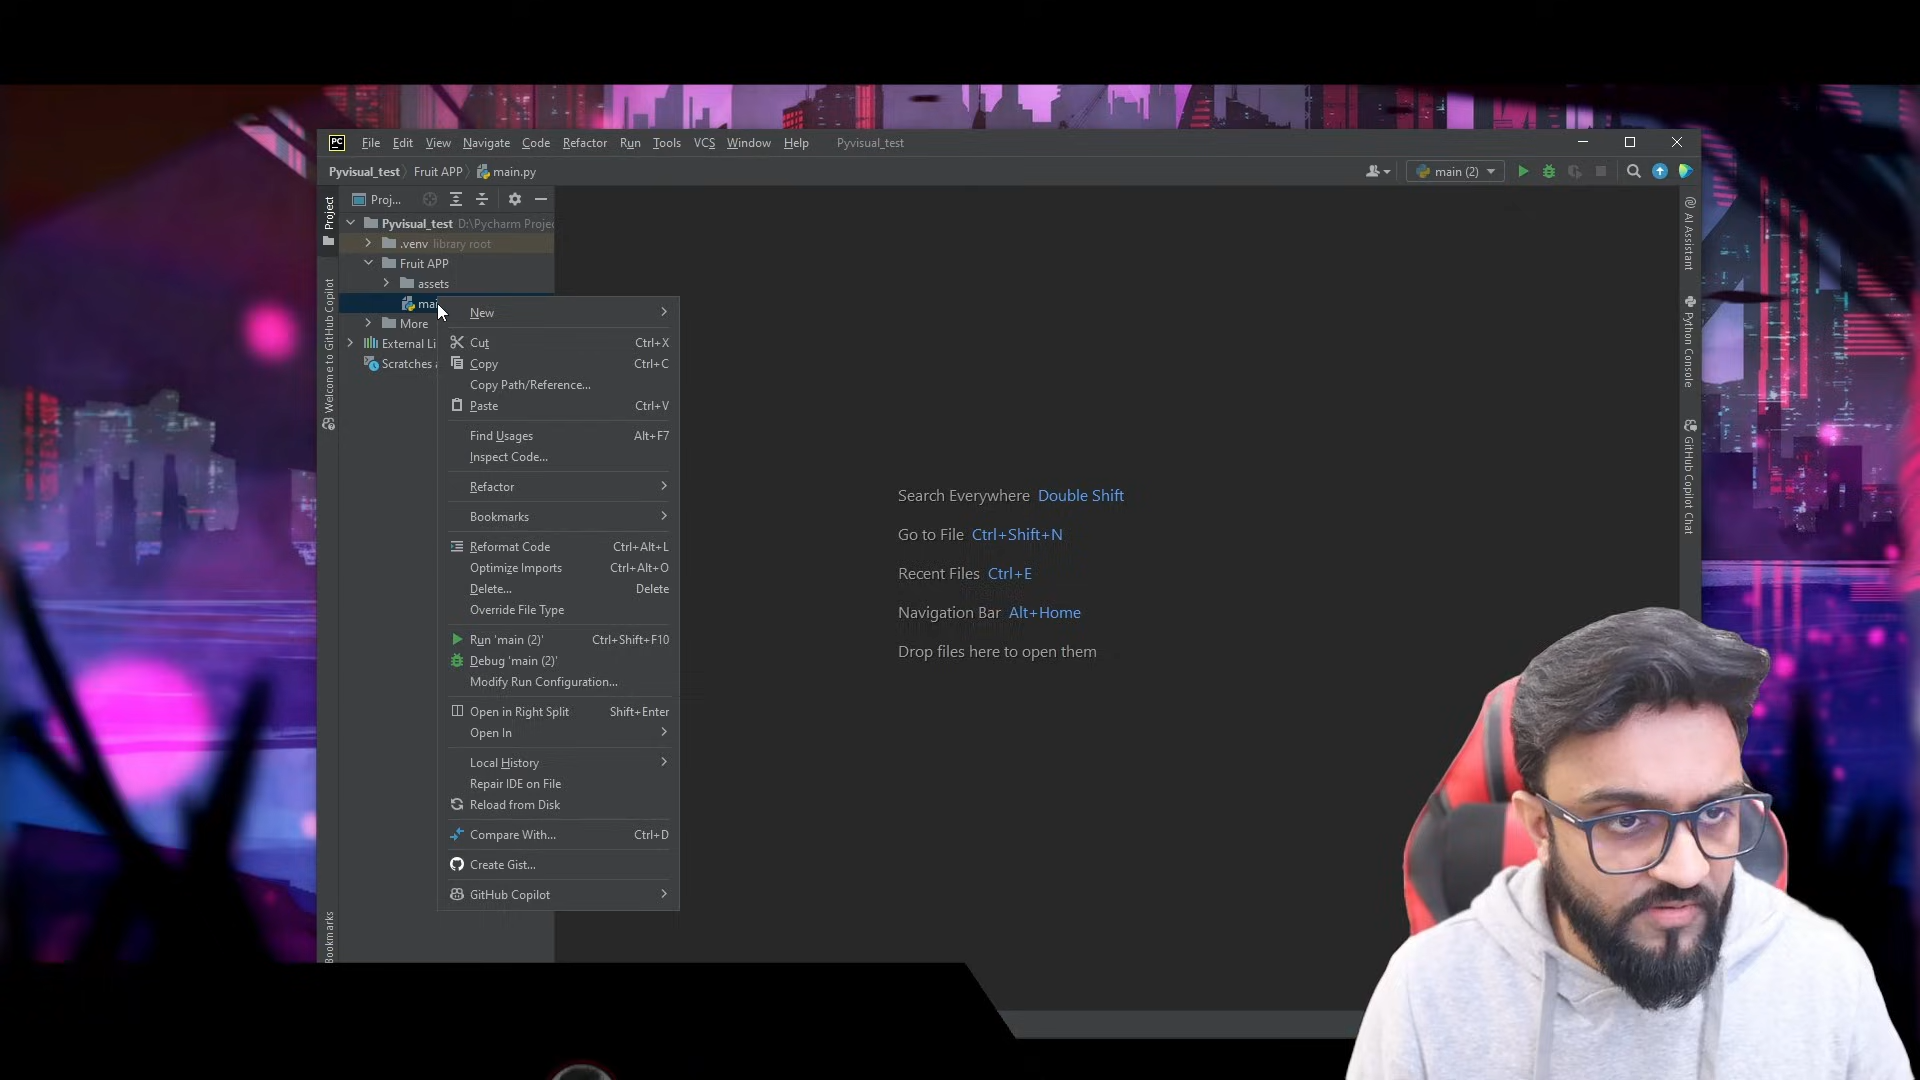 PC File Edit View Navigate Code Refactor Run Tools VCS Window Help Pyvisual_test
Pyvisual_test Fruit APP main.py
main (2)
Proj...
Project
Pyvisual_test D:\Pycharm Projec
.venv library root
Fruit APP
assets
mai
More
External Li
Scratches a
Welcome to GitHub Copilot
Bookmarks
New
Cut Ctrl+X
Copy Ctrl+C
Copy Path/Reference...
Paste Ctrl+V
Find Usages Alt+F7
Inspect Code...
Refactor
Bookmarks
Reformat Code Ctrl+Alt+L
Optimize Imports Ctrl+Alt+O
Delete... Delete
Override File Type
Run 'main (2)' Ctrl+Shift+F10
Debug 'main (2)'
Modify Run Configuration...
Open in Right Split Shift+Enter
Open In
Local History
Repair IDE on File
Reload from Disk
Compare With... Ctrl+D
Create Gist...
GitHub Copilot
Search Everywhere Double Shift
Go to File Ctrl+Shift+N
Recent Files Ctrl+E
Navigation Bar Alt+Home
Drop files here to open them
AI Assistant
Python Console
GitHub Copilot Chat